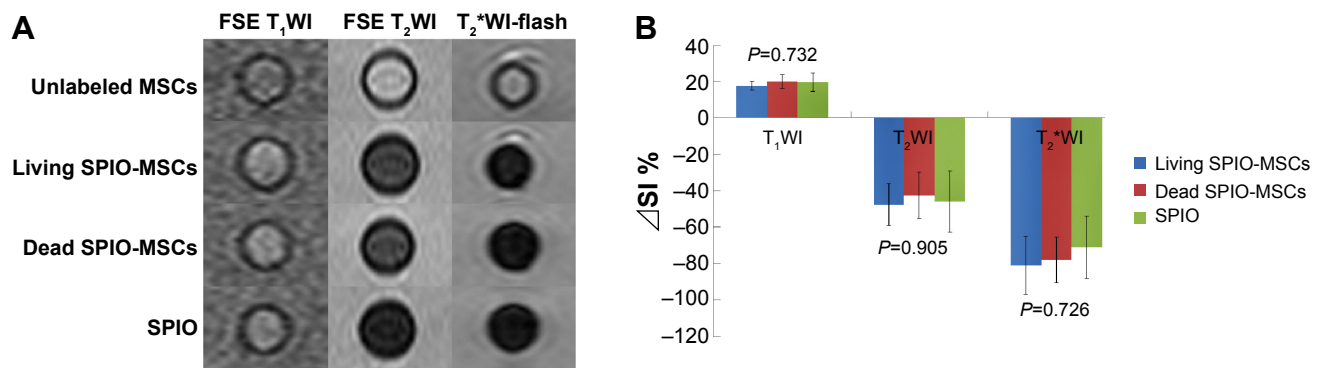 A
FSE T₁WI FSE T₂WI T₂*WI-flash
Unlabeled MSCs
Living SPIO-MSCs
Dead SPIO-MSCs
SPIO
B
⊿SI %
40
20
0
–20
–40
–60
–80
–100
–120
P=0.732
T₁WI T₂WI T₂*WI
P=0.905
P=0.726
Living SPIO-MSCs
Dead SPIO-MSCs
SPIO